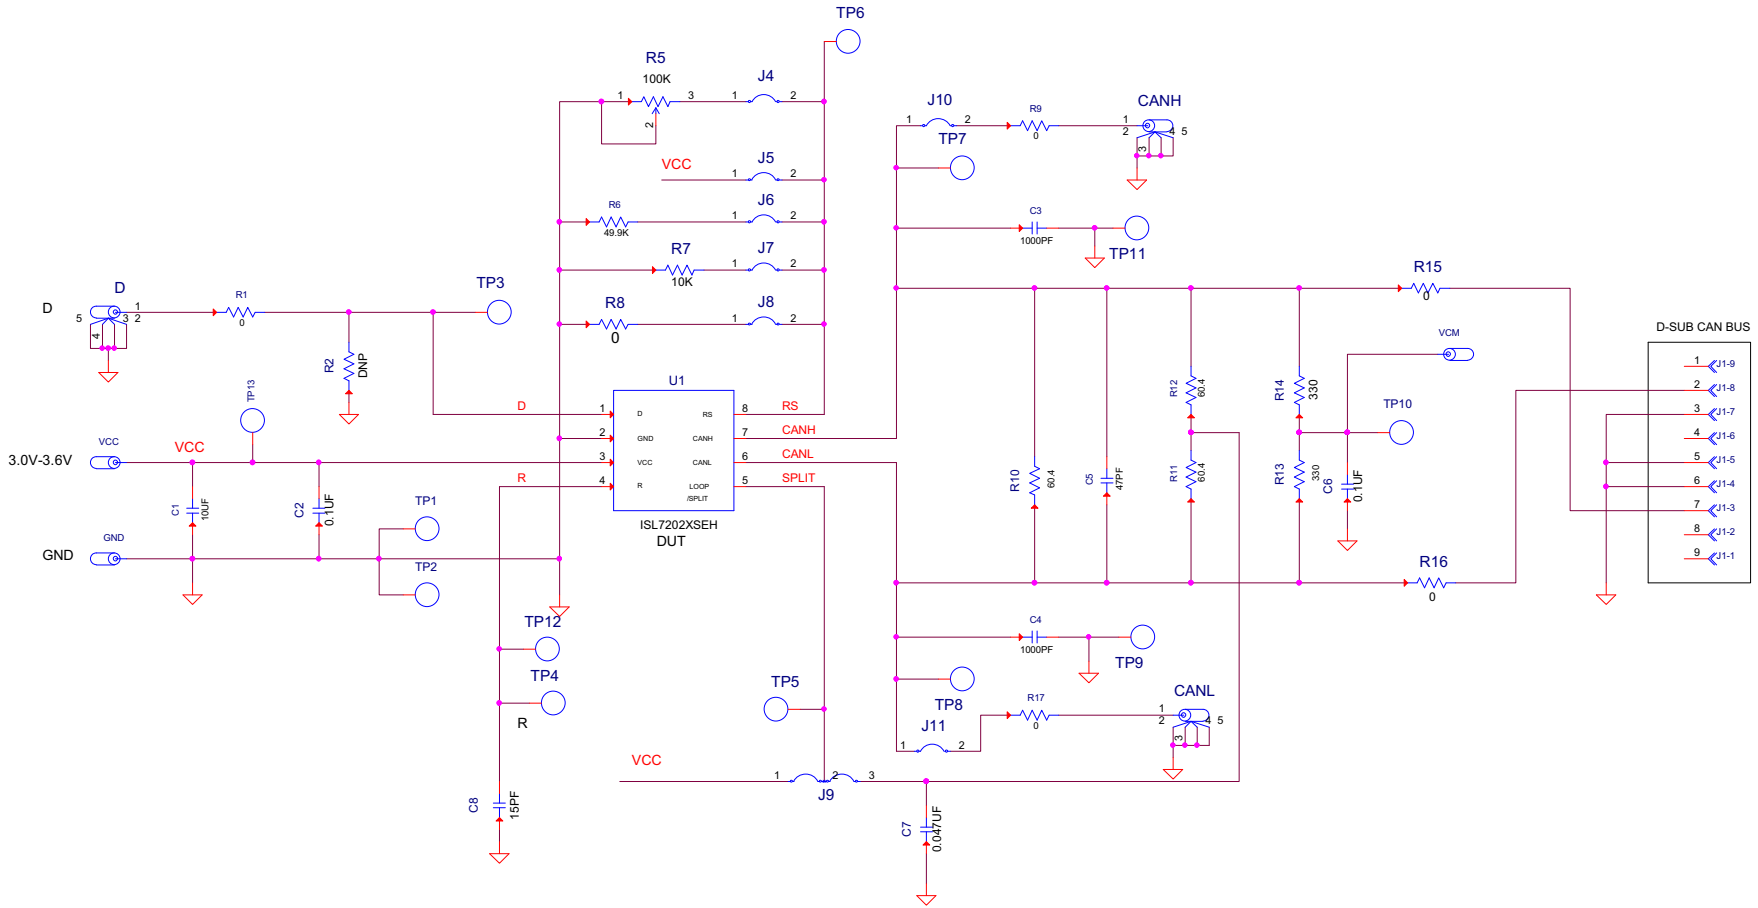 TP6
R5
100K
J4
1
3
1
2
2
J10
1
2
R9
0
CANH
1
2
3
4
5
TP7
VCC
J5
1
2
R6
49.9K
J6
1
2
C3
1000PF
TP11
R7
10K
J7
1
2
R15
0
D
D
1
5
4
3
2
R1
0
TP3
R8
0
J8
1
2
D-SUB CAN BUS
VCM
R2
DNP
TP13
U1
D
1
D
RS
8
RS
2
GND
CANH
7
CANH
VCC
3
VCC
CANL
6
CANL
R
4
R
LOOP
/SPLIT
5
SPLIT
ISL7202XSEH
DUT
3.0V-3.6V
VCC
GND
GND
C1
10UF
C2
0.1UF
TP1
TP2
R10
60.4
C5
47PF
R12
60.4
R11
60.4
R14
330
R13
330
C6
0.1UF
TP10
1
J1-9
2
J1-8
3
J1-7
4
J1-6
5
J1-5
6
J1-4
7
J1-3
8
J1-2
9
J1-1
R16
0
TP12
TP4
R
C8
15PF
TP5
C4
1000PF
TP9
TP8
R17
0
CANL
1
2
3
4
5
J11
1
2
VCC
1
2
3
J9
C7
0.047UF